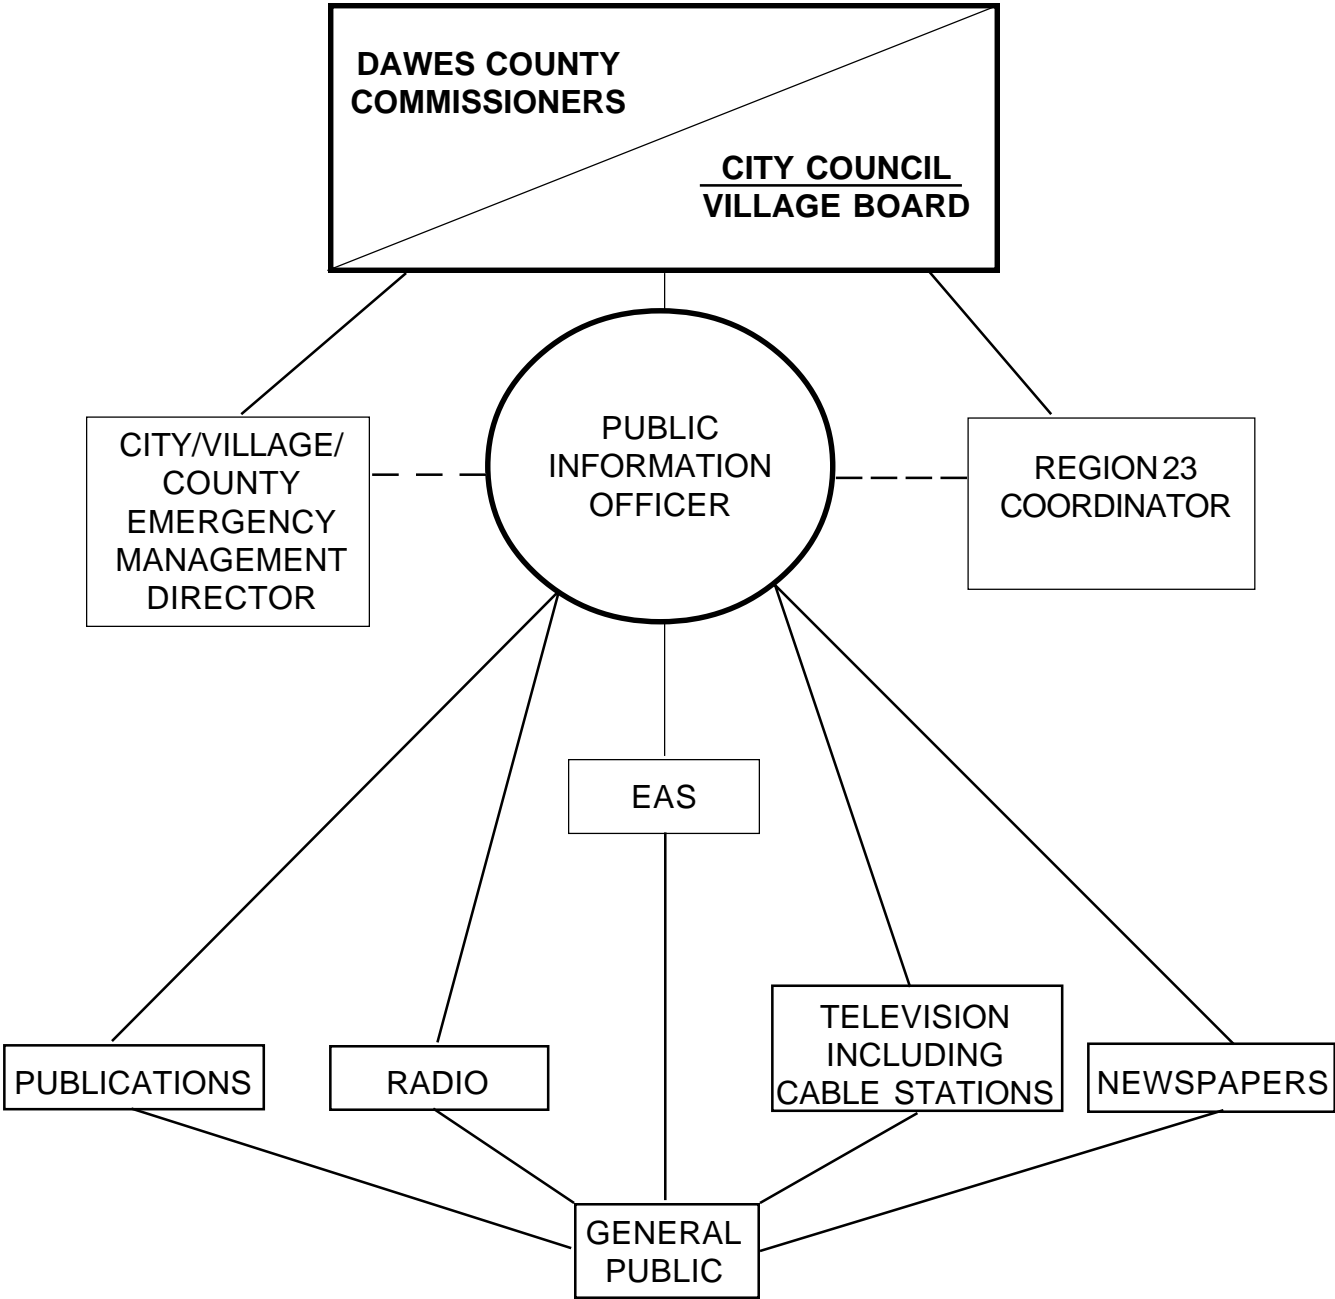 DAWES COUNTY
COMMISSIONERS
CITY COUNCIL
VILLAGE BOARD
CITY/VILLAGE/
COUNTY
EMERGENCY
MANAGEMENT
DIRECTOR
PUBLIC
INFORMATION
OFFICER
REGION 23
COORDINATOR
EAS
PUBLICATIONS
RADIO
TELEVISION
INCLUDING
CABLE STATIONS
NEWSPAPERS
GENERAL
PUBLIC